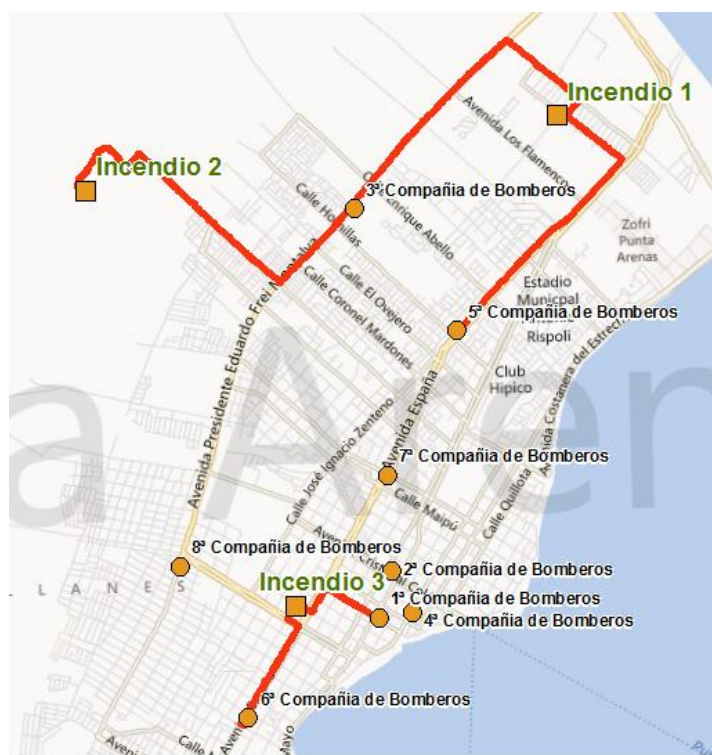 Incendio 1
Avenida Los Flamenco
Incendio 2
3ª Compañia de Bomberos
Enrique Abello
Calle Hornillas
Zofri
Punta
Arenas
Calle El Ovejero
Calle Coronel Mardones
Estadio
Municpal
Rispoli
5ª Compañia de Bomberos
Avenida Presidente Eduardo Frei Montalva
Club
Hipico
Avenida Costanera del Estrech
a Aren
Avenida España
Calle José Ignacio Zenteno
7ª Compañia de Bomberos
Calle Maipú
Calle Quillota
8ª Compañia de Bomberos
2ª Compañia de Bomberos
L L A N E S
Incendio 3
1ª Compañia de Bomberos
4ª Compañia de Bomberos
6ª Compañia de Bomberos
Mayo